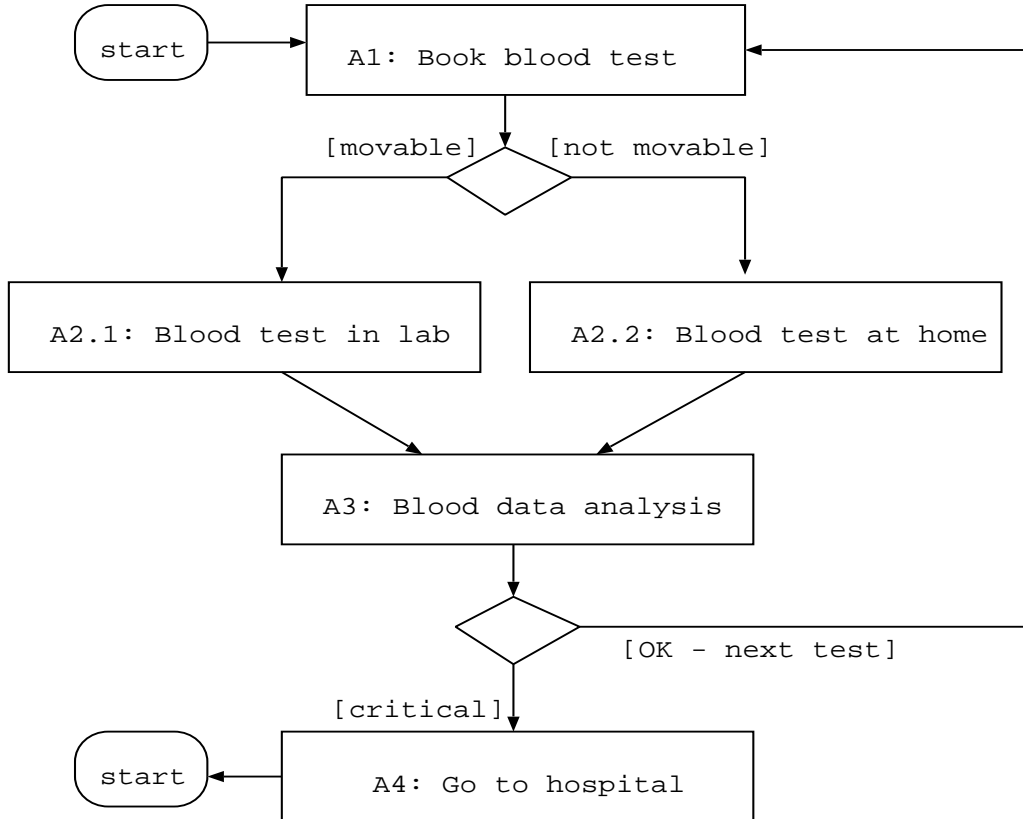 start
A1: Book blood test
[movable]
[not movable]
A2.1: Blood test in lab
A2.2: Blood test at home
A3: Blood data analysis
[OK - next test]
[critical]
start
A4: Go to hospital